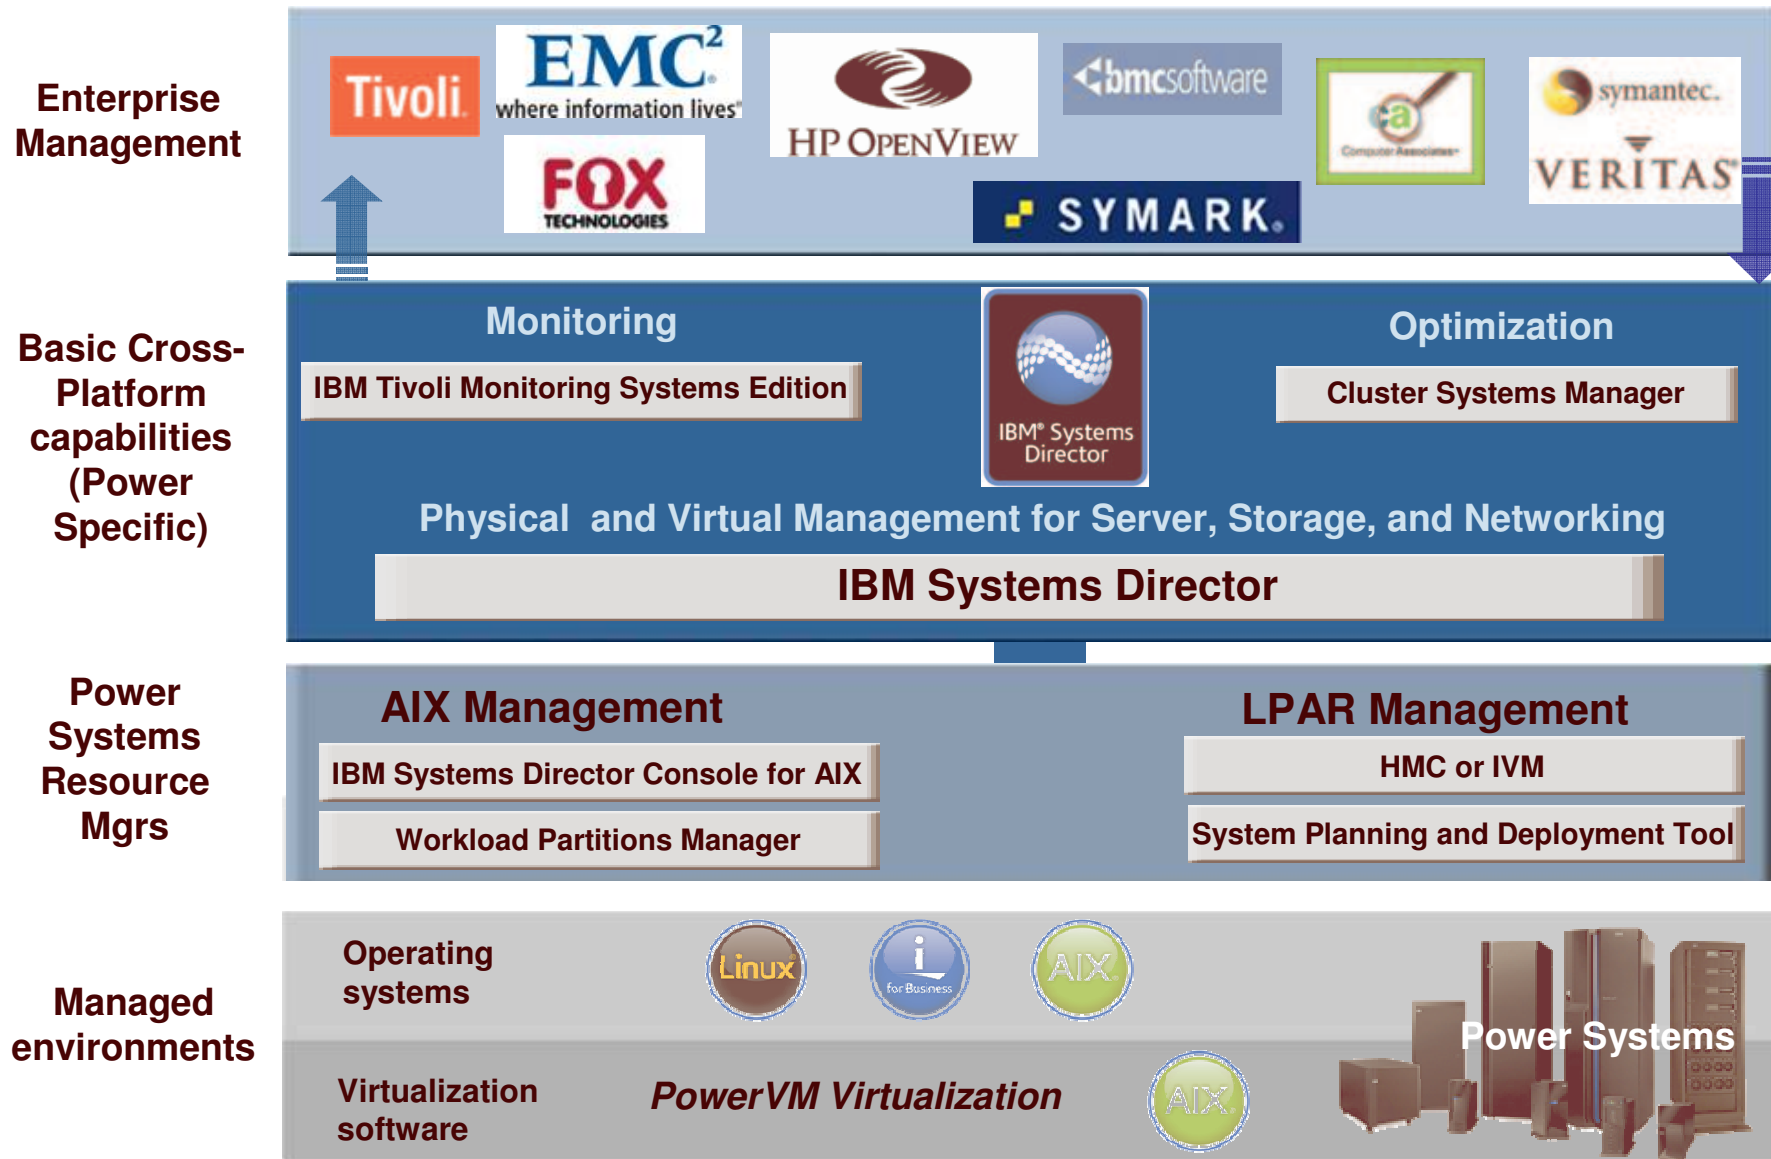 Enterprise
Management
Tivoli.
EMC²
where information lives®
FOX
TECHNOLOGIES
HP OPENVIEW
bmcsoftware
SYMARK®
ca
Computer Associates™
symantec.
VERITAS®
Basic Cross-
Platform
capabilities
(Power
Specific)
Monitoring
IBM Tivoli Monitoring Systems Edition
IBM® Systems
Director
Optimization
Cluster Systems Manager
Physical and Virtual Management for Server, Storage, and Networking
IBM Systems Director
Power
Systems
Resource
Mgrs
AIX Management
IBM Systems Director Console for AIX
Workload Partitions Manager
LPAR Management
HMC or IVM
System Planning and Deployment Tool
Managed
environments
Operating
systems
Linux
i
for Business
AIX
Power Systems
Virtualization
software
PowerVM Virtualization
AIX